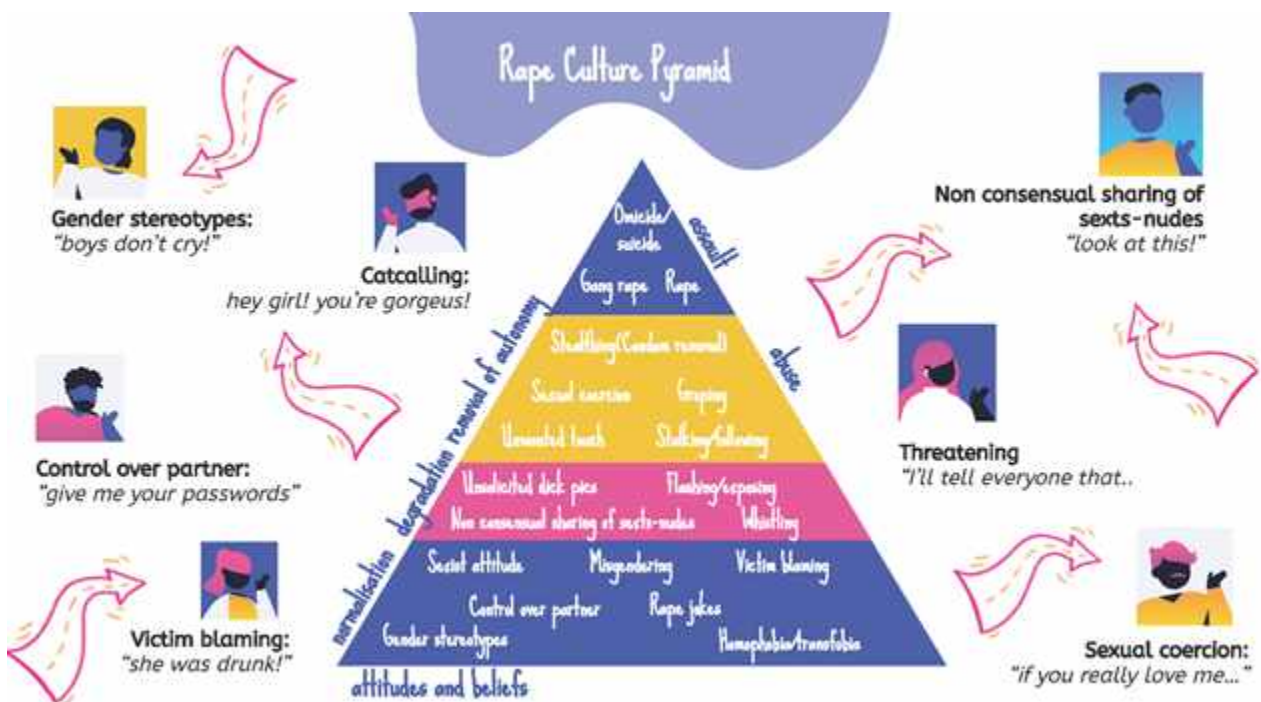 Rape Culture Pyramid
Gender stereotypes:
"boys don't cry!"
Catcalling:
hey girl! you're gorgeus!
Control over partner:
"give me your passwords"
Victim blaming:
"she was drunk!"
Omicide/
suicide
Gang rape Rape
Stealthing(Condom removal)
Sexual coercion Groping
Unwanted touch Stalking/following
Unsolicited dick pics Flashing/exposing
Non consensual sharing of sexts-nudes Whistling
Sexist attitude Misgendering Victim blaming
Control over partner Rape jokes
Gender stereotypes Homophobia/transfobia
normalisation degradation removal of autonomy
assault
abuse
attitudes and beliefs
Non consensual sharing of
sexts-nudes
"look at this!"
Threatening
"I'll tell everyone that..
Sexual coercion:
"if you really love me..."